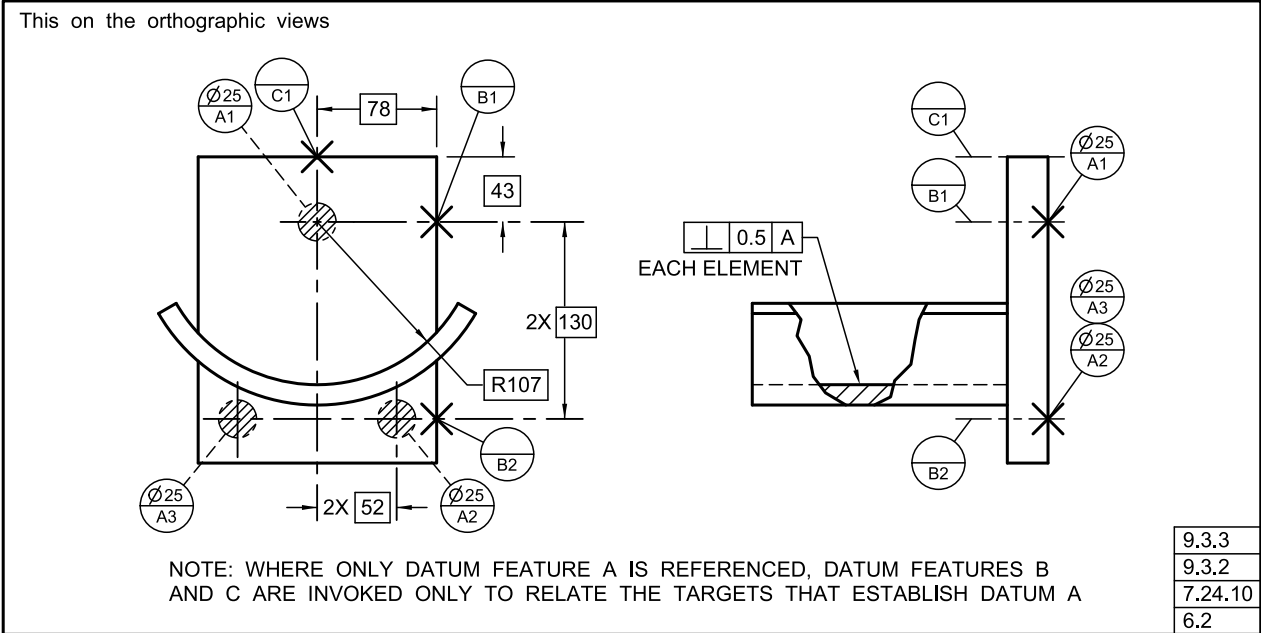 This on the orthographic views
C1
Ø25
A1
78
B1
43
2X 130
R107
B2
Ø25
A3
2X 52
Ø25
A2
C1
Ø25
A1
B1
⊥ 0.5 A
EACH ELEMENT
Ø25
A3
Ø25
A2
B2
NOTE: WHERE ONLY DATUM FEATURE A IS REFERENCED, DATUM FEATURES B
AND C ARE INVOKED ONLY TO RELATE THE TARGETS THAT ESTABLISH DATUM A
9.3.3
9.3.2
7.24.10
6.2